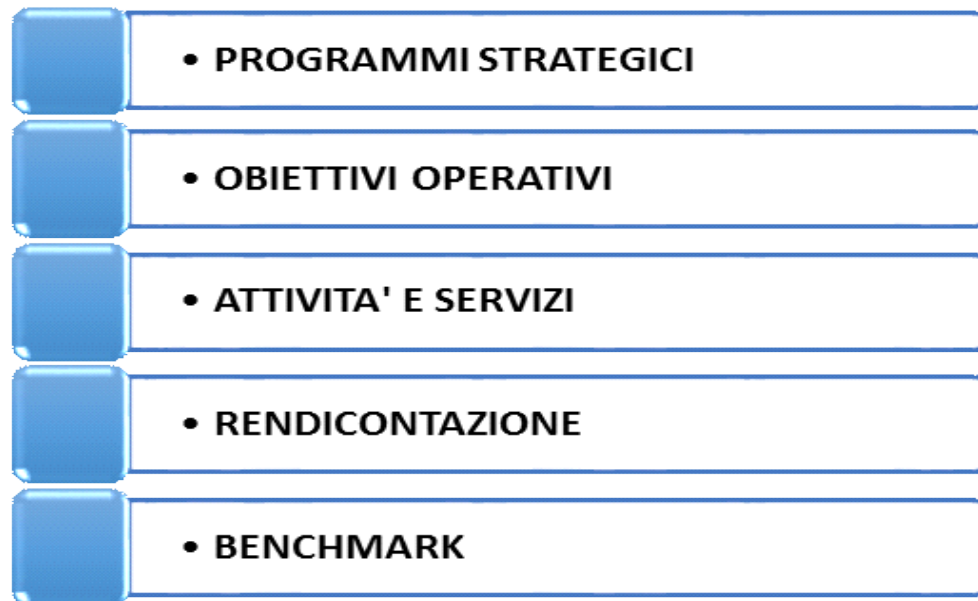 • PROGRAMMI STRATEGICI
• OBIETTIVI OPERATIVI
• ATTIVITA' E SERVIZI
• RENDICONTAZIONE
• BENCHMARK